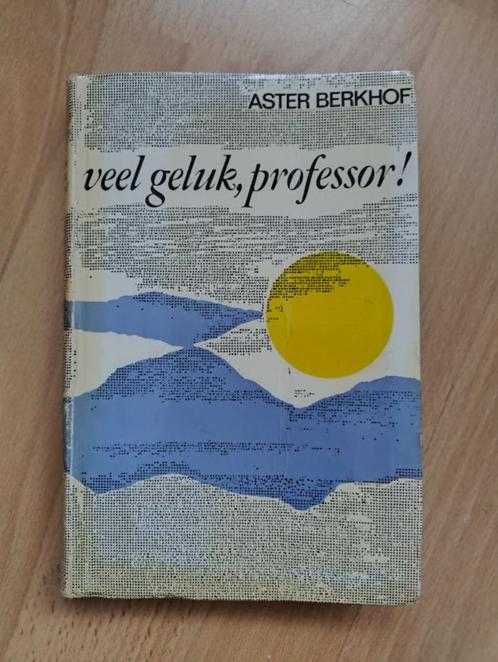 ASTER BERKHOF
veel geluk, professor!